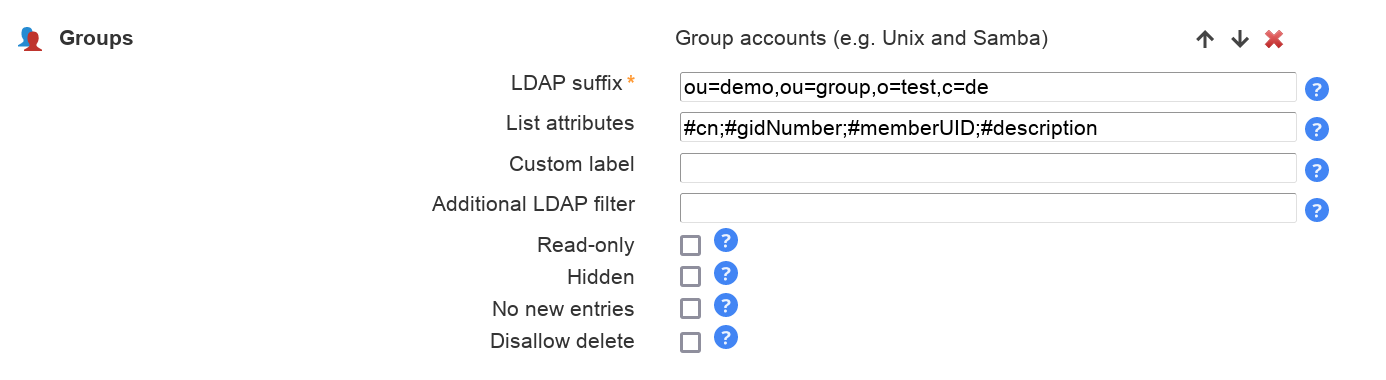 Groups Group accounts (e.g. Unix and Samba)
LDAP suffix* ou=demo,ou=group,o=test,c=de ?
List attributes #cn;#gidNumber;#memberUID;#description ?
Custom label ?
Additional LDAP filter ?
Read-only ?
Hidden ?
No new entries ?
Disallow delete ?